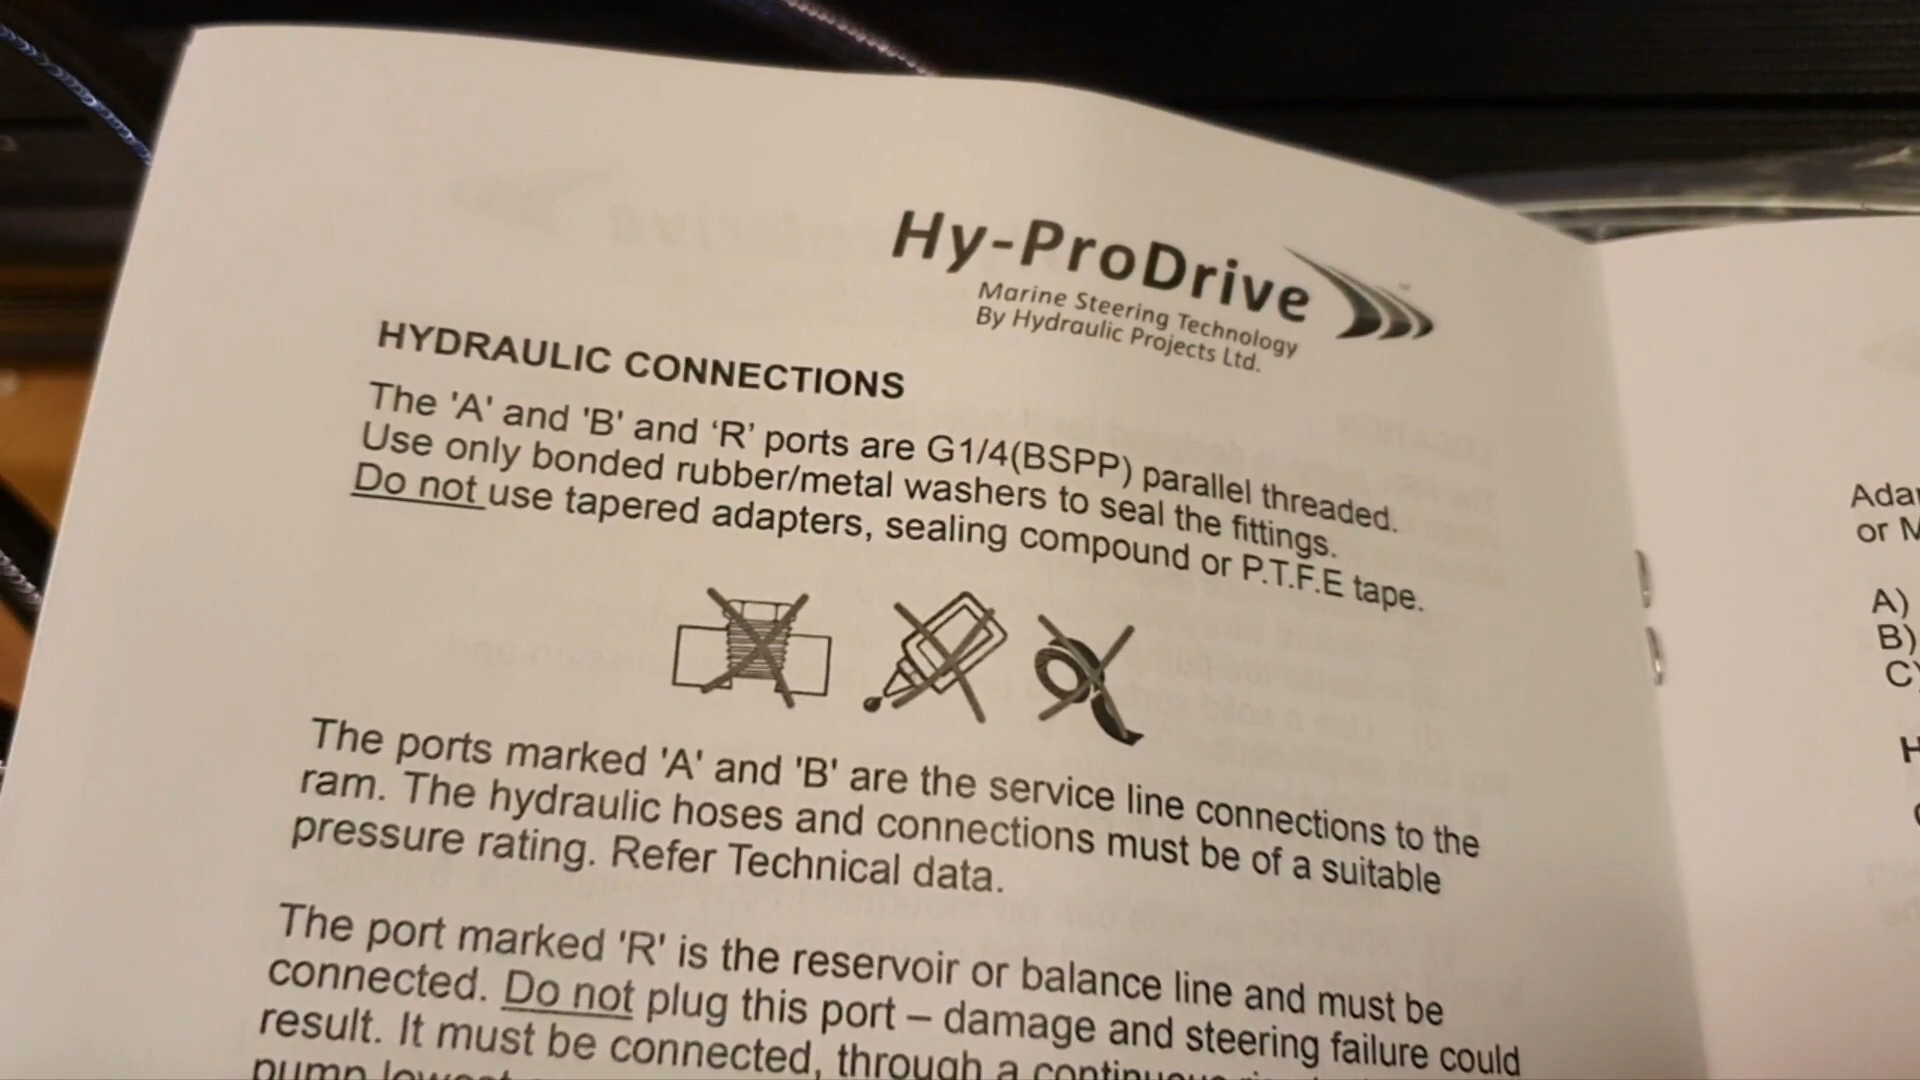 Hy-ProDrive
Marine Steering Technology
By Hydraulic Projects Ltd.
HYDRAULIC CONNECTIONS
The 'A' and 'B' and ‘R’ ports are G1/4(BSPP) parallel threaded.
Use only bonded rubber/metal washers to seal the fittings.
Do not use tapered adapters, sealing compound or P.T.F.E tape.
The ports marked 'A' and 'B' are the service line connections to the
ram. The hydraulic hoses and connections must be of a suitable
pressure rating. Refer Technical data.
The port marked 'R' is the reservoir or balance line and must be
connected. Do not plug this port – damage and steering failure could
result. It must be connected, through a
pump
or
A)
B)
C)